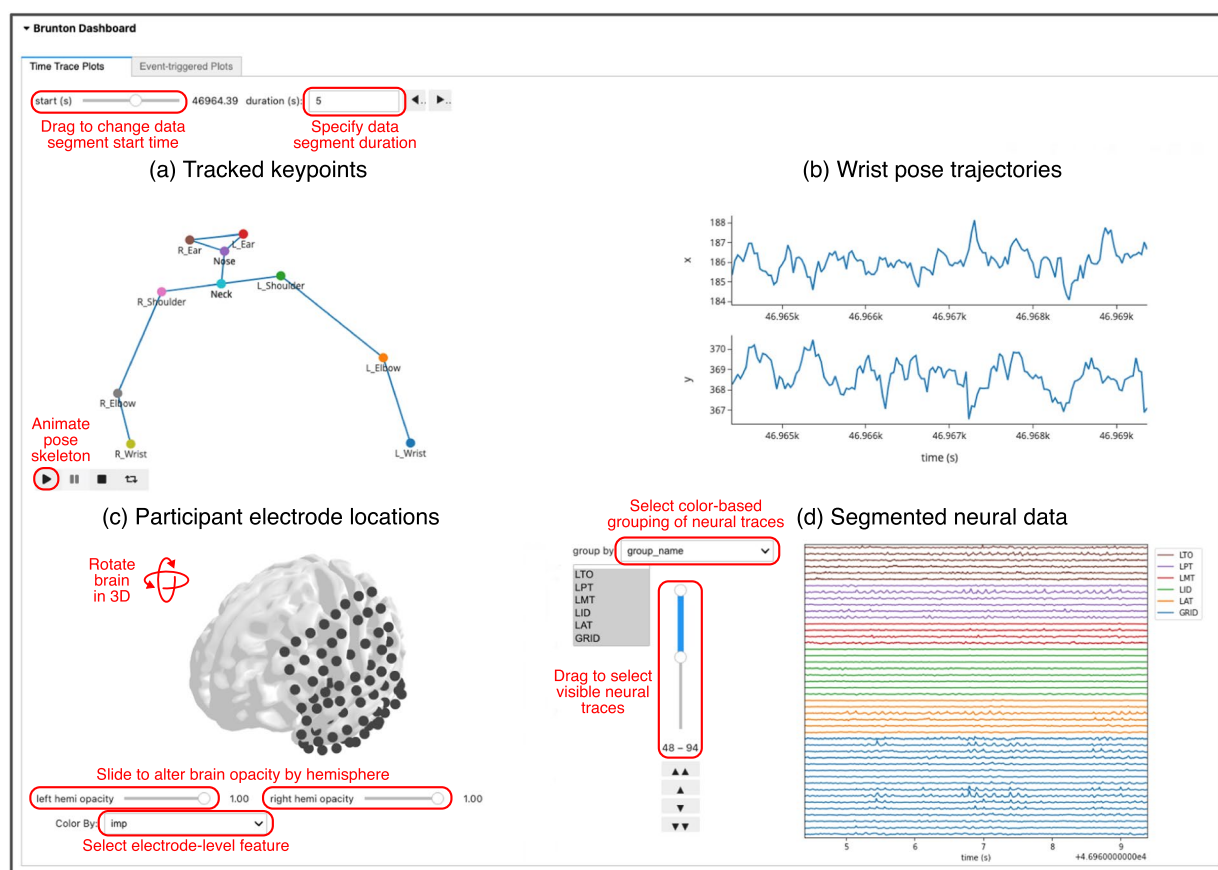 Brunton Dashboard
Time Trace Plots
Event-triggered Plots
start (s)
46964.39
duration (s):
5
Drag to change data
segment start time
Specify data
segment duration
(a) Tracked keypoints
R_Ear
L_Ear
Nose
Neck
R_Shoulder
L_Shoulder
L_Elbow
R_Elbow
R_Wrist
L_Wrist
Animate
pose
skeleton
(b) Wrist pose trajectories
188
187
186
185
184
x
46.965k
46.966k
46.967k
46.968k
46.969k
370
369
368
367
y
46.965k
46.966k
46.967k
46.968k
46.969k
time (s)
(c) Participant electrode locations
Rotate
brain
in 3D
Slide to alter brain opacity by hemisphere
left hemi opacity
1.00
right hemi opacity
1.00
Color By:
imp
Select electrode-level feature
Select color-based
grouping of neural traces
group by
group_name
LTO
LPT
LMT
LID
LAT
GRID
Drag to select
visible neural
traces
48 – 94
(d) Segmented neural data
LTO
LPT
LMT
LID
LAT
GRID
5
6
7
8
9
time (s)
+4.6960000000e4